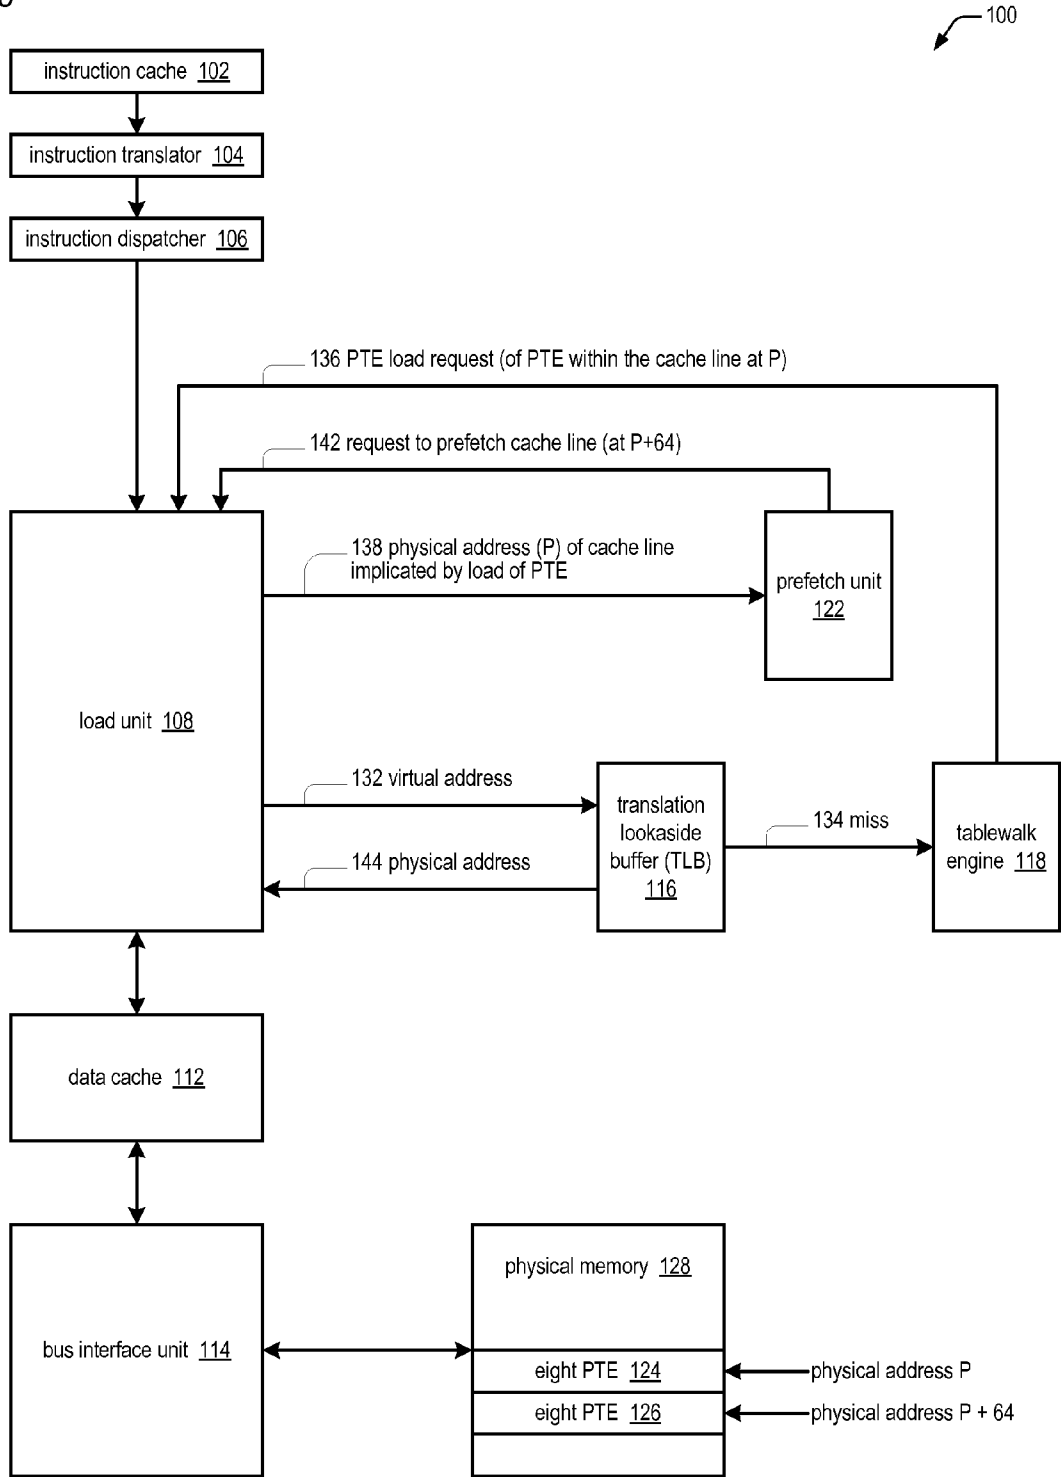 100
instruction cache 102
instruction translator 104
instruction dispatcher 106
136 PTE load request (of PTE within the cache line at P)
142 request to prefetch cache line (at P+64)
138 physical address (P) of cache line
implicated by load of PTE
prefetch unit
122
load unit 108
132 virtual address
144 physical address
translation
lookaside
buffer (TLB)
116
134 miss
tablewalk
engine 118
data cache 112
physical memory 128
bus interface unit 114
eight PTE 124
physical address P
eight PTE 126
physical address P + 64